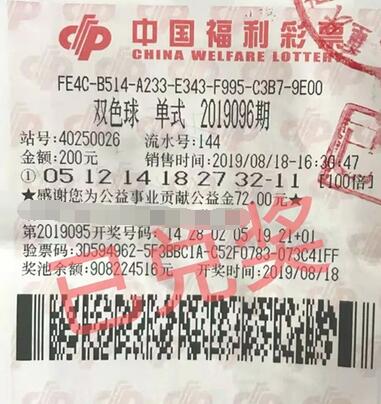 中国福利彩票
CHINA WELFARE LOTTERY
FE4C-B514-A233-E343-F995-C3B7-9E00
双色球 单式 2019096期
站号:40250026 流水号:144
金额:200元 销售时间:2019/08/18-16:30:47
① 05 12 14 18 27 32-11 [100倍]
★感谢您为公益事业贡献公益金72.00元★
第2019095开奖号码: 14 28 02 05 19 21+01
验票码:3D594962-5F3BBC1A-C52F0783-073C41FF
奖池余额:908224516元 开奖时间:2019/08/18
已兑奖